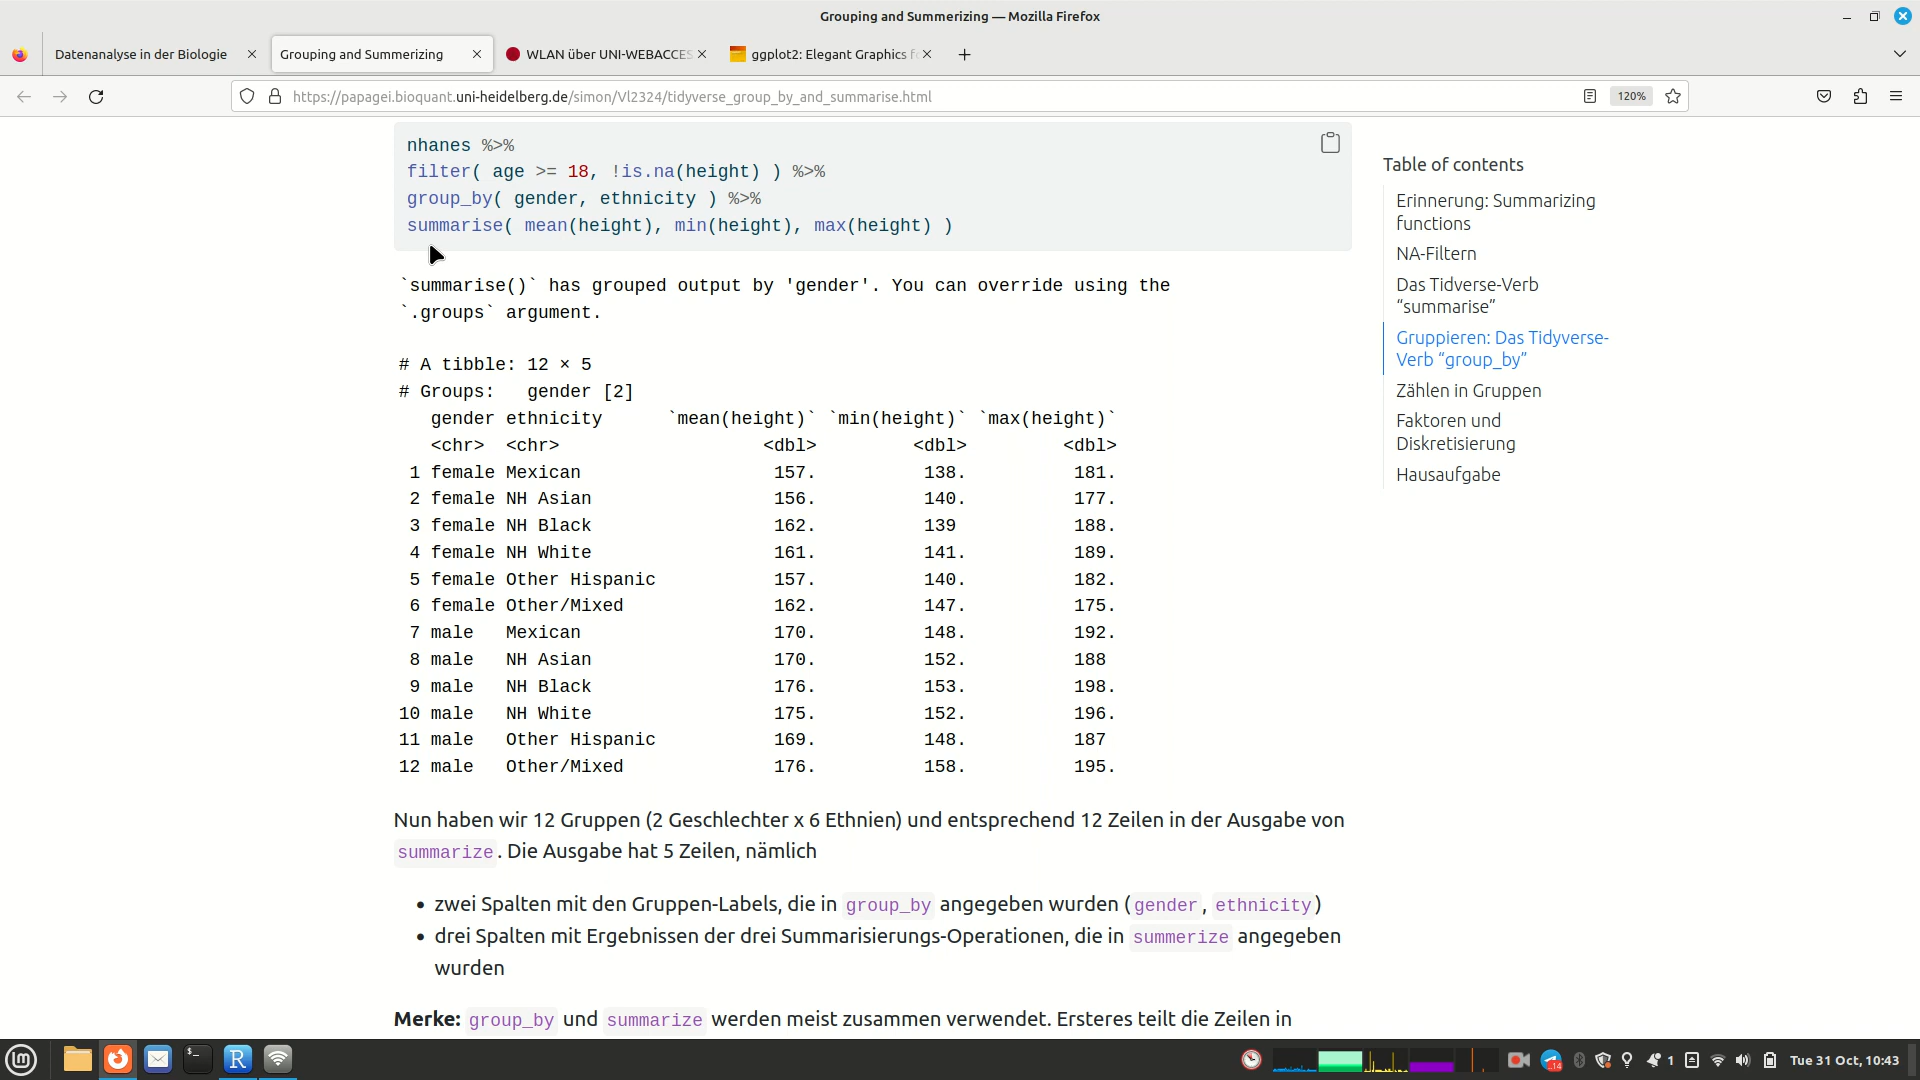 Grouping and Summerizing — Mozilla Firefox
Datenanalyse in der Biologie
Grouping and Summerizing
WLAN über UNI-WEBACCES
ggplot2: Elegant Graphics f
https://papagei.bioquant.uni-heidelberg.de/simon/Vl2324/tidyverse_group_by_and_summarise.html
120%
nhanes %>%
filter( age >= 18, !is.na(height) ) %>%
group_by( gender, ethnicity ) %>%
summarise( mean(height), min(height), max(height) )
`summarise()` has grouped output by 'gender'. You can override using the
`.groups` argument.
# A tibble: 12 × 5
# Groups:   gender [2]
gender ethnicity `mean(height)` `min(height)` `max(height)`
<chr> <chr> <dbl> <dbl> <dbl>
1 female Mexican 157. 138. 181.
2 female NH Asian 156. 140. 177.
3 female NH Black 162. 139 188.
4 female NH White 161. 141. 189.
5 female Other Hispanic 157. 140. 182.
6 female Other/Mixed 162. 147. 175.
7 male Mexican 170. 148. 192.
8 male NH Asian 170. 152. 188
9 male NH Black 176. 153. 198.
10 male NH White 175. 152. 196.
11 male Other Hispanic 169. 148. 187
12 male Other/Mixed 176. 158. 195.
Nun haben wir 12 Gruppen (2 Geschlechter x 6 Ethnien) und entsprechend 12 Zeilen in der Ausgabe von
summarize. Die Ausgabe hat 5 Zeilen, nämlich
• zwei Spalten mit den Gruppen-Labels, die in group_by angegeben wurden (gender, ethnicity)
• drei Spalten mit Ergebnissen der drei Summarisierungs-Operationen, die in summerize angegeben
wurden
Merke: group_by und summarize werden meist zusammen verwendet. Ersteres teilt die Zeilen in
Table of contents
Erinnerung: Summarizing
functions
NA-Filtern
Das Tidverse-Verb
“summarise”
Gruppieren: Das Tidyverse-
Verb “group_by”
Zählen in Gruppen
Faktoren und
Diskretisierung
Hausaufgabe
14
1
Tue 31 Oct, 10:43